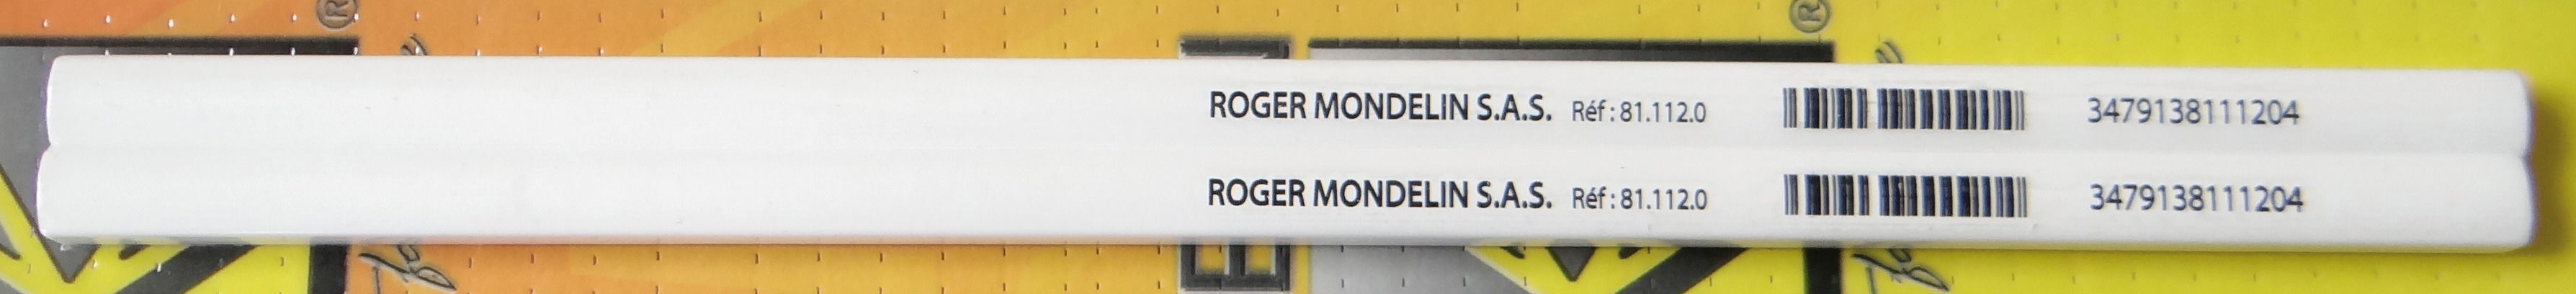 ®
®
ROGER MONDELIN S.A.S. Réf : 81.112.0 3479138111204
ROGER MONDELIN S.A.S. Réf : 81.112.0 3479138111204